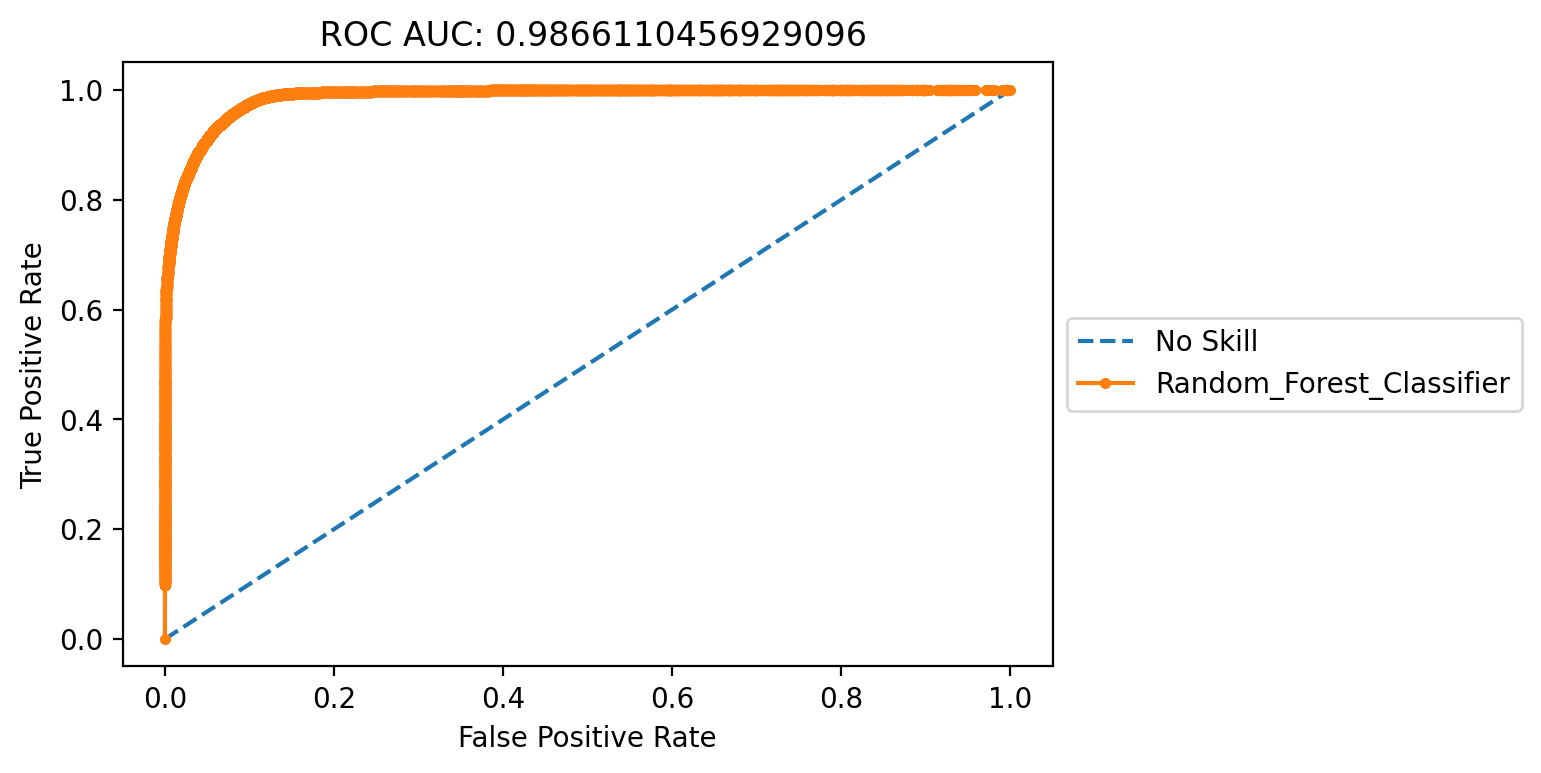 ROC AUC: 0.9866110456929096
True Positive Rate
1.0
0.8
0.6
0.4
0.2
0.0
0.0 0.2 0.4 0.6 0.8 1.0
False Positive Rate
No Skill
Random_Forest_Classifier